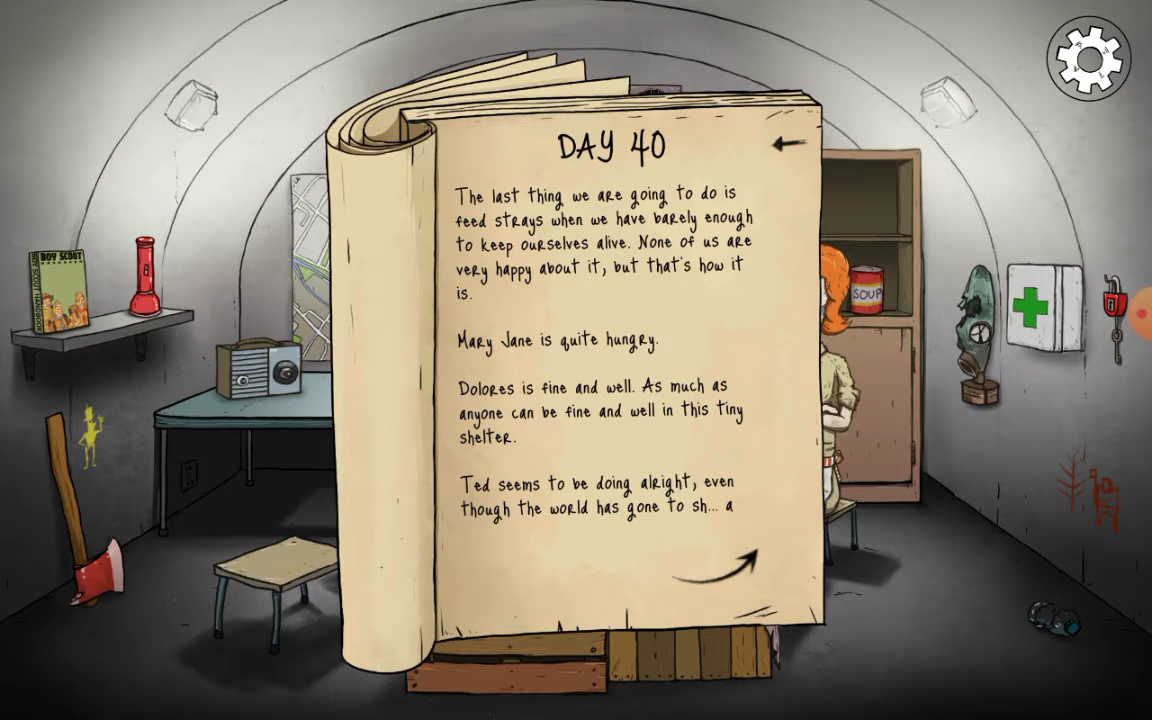 DAY 40
The last thing we are going to do is
feed strays when we have barely enough
to keep ourselves alive. None of us are
very happy about it, but that's how it
is.
Mary Jane is quite hungry.
Dolores is fine and well. As much as
anyone can be fine and well in this tiny
shelter.
Ted seems to be doing alright, even
though the world has gone to sh... a
BOY SCOUT
BOY SCOUT HANDBOOK
SOUP